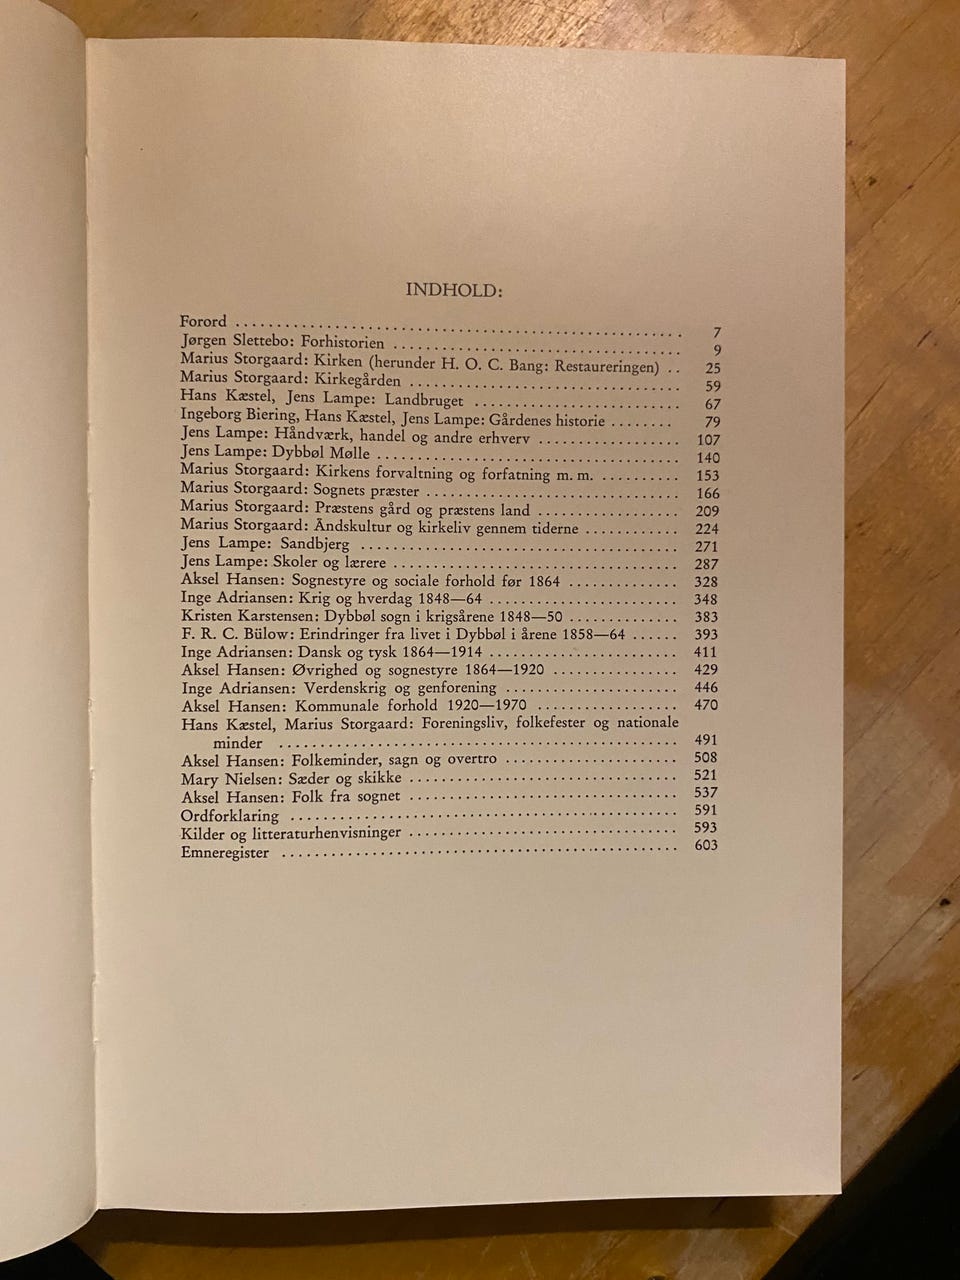 INDHOLD:
Forord ........................................ 7
Jørgen Slettebo: Forhistorien .............................. 9
Marius Storgaard: Kirken (herunder H. O. C. Bang: Restaureringen) .. 25
Marius Storgaard: Kirkegården ............................ 59
Hans Kæstel, Jens Lampe: Landbruget ........................ 67
Ingeborg Biering, Hans Kæstel, Jens Lampe: Gårdenes historie ........ 79
Jens Lampe: Håndværk, handel og andre erhverv ................. 107
Jens Lampe: Dybbøl Mølle ................................ 140
Marius Storgaard: Kirkens forvaltning og forfatning m. m. .......... 153
Marius Storgaard: Sognets præster ........................... 166
Marius Storgaard: Præstens gård og præstens land ................. 209
Marius Storgaard: Åndskultur og kirkeliv gennem tiderne ........... 224
Jens Lampe: Sandbjerg .................................. 271
Jens Lampe: Skoler og lærere .............................. 287
Aksel Hansen: Sognestyre og sociale forhold før 1864 ............. 328
Inge Adriansen: Krig og hverdag 1848—64 ...................... 348
Kristen Karstensen: Dybbøl sogn i krigsårene 1848—50 ............. 383
F. R. C. Bülow: Erindringer fra livet i Dybbøl i årene 1858—64 ...... 393
Inge Adriansen: Dansk og tysk 1864—1914 ...................... 411
Aksel Hansen: Øvrighed og sognestyre 1864—1920 ............... 429
Inge Adriansen: Verdenskrig og genforening .................... 446
Aksel Hansen: Kommunale forhold 1920—1970 ................. 470
Hans Kæstel, Marius Storgaard: Foreningsliv, folkefester og nationale
minder ........................................ 491
Aksel Hansen: Folkeminder, sagn og overtro .................... 508
Mary Nielsen: Sæder og skikke ............................. 521
Aksel Hansen: Folk fra sognet ............................. 537
Ordforklaring ........................................ 591
Kilder og litteraturhenvisninger ............................. 593
Emneregister ........................................ 603